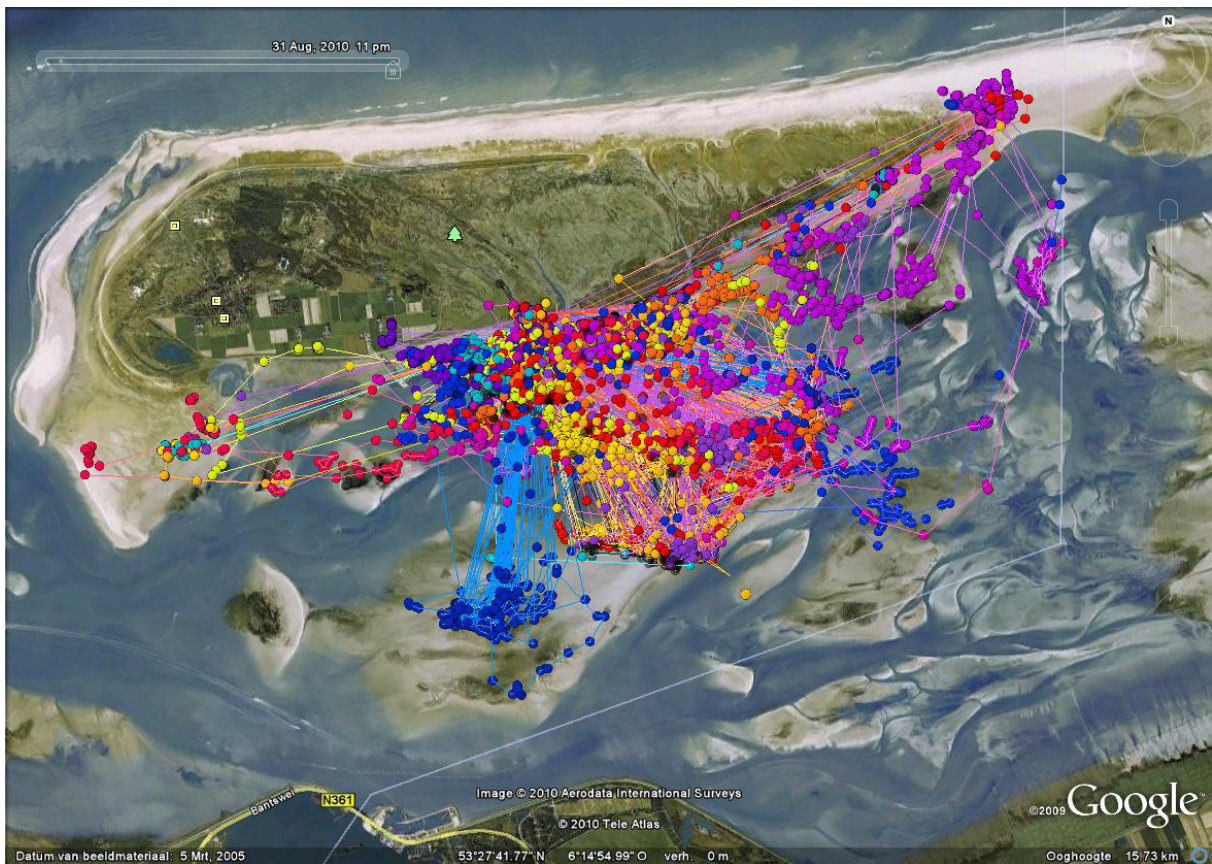 N
31 Aug, 2010 11 pm
N361
Bantswei
Image © 2010 Aerodata International Surveys
© 2010 Tele Atlas
©2009 Google™
Datum van beeldmateriaal: 5 Mrt, 2005 53°27'41.77" N 6°14'54.99" O verh. 0 m Ooghoogte 15.73 km